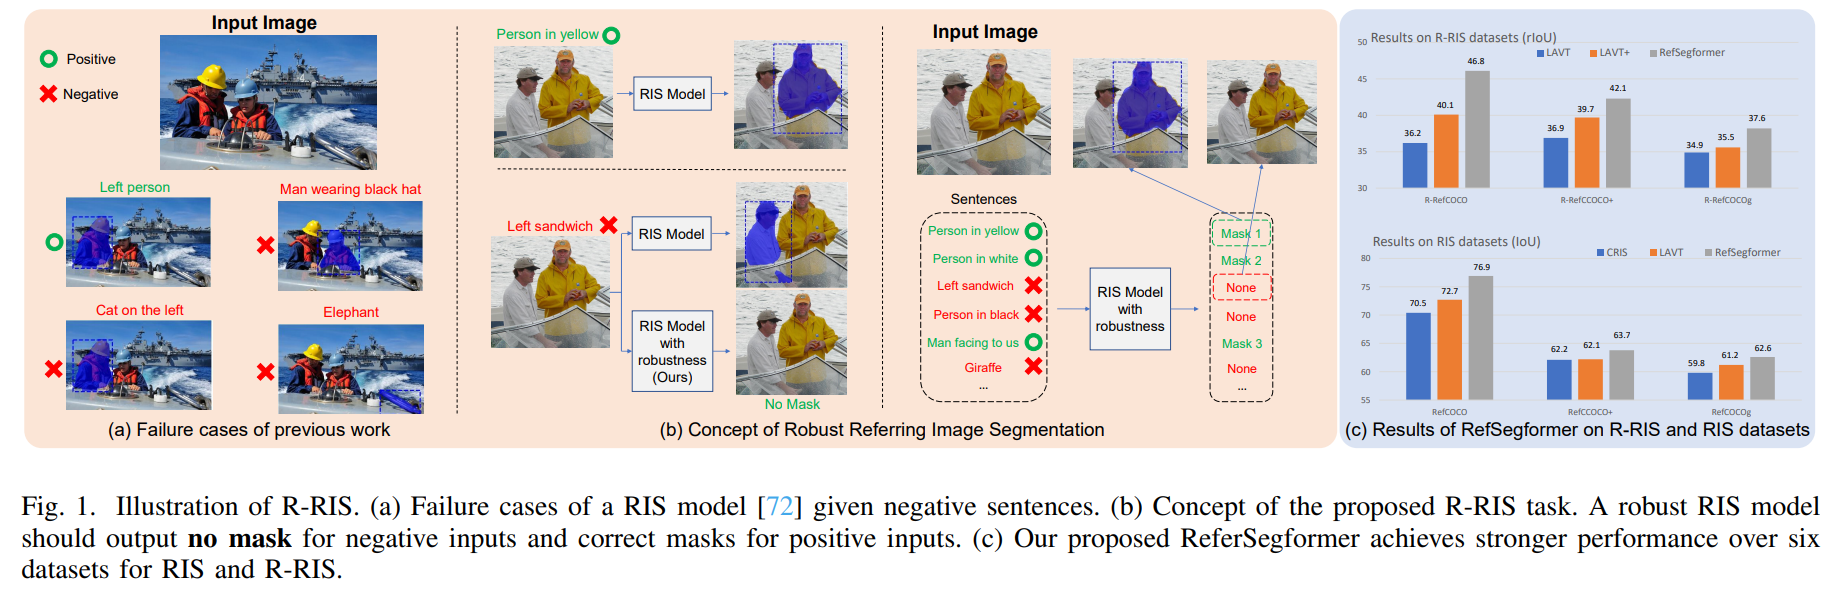 Input Image
Positive
Negative
Left person
Man wearing black hat
Cat on the left
Elephant
(a) Failure cases of previous work
Person in yellow
RIS Model
Left sandwich
RIS Model
RIS Model
with
robustness
(Ours)
No Mask
Input Image
Sentences
Person in yellow
Person in white
Left sandwich
Person in black
Man facing to us
Giraffe
...
RIS Model
with
robustness
Mask 1
Mask 2
None
None
Mask 3
None
...
(b) Concept of Robust Referring Image Segmentation
Results on R-RIS datasets (rIoU)
LAVT LAVT+ RefSegformer
50
45
40
35
30
36.2 40.1 46.8
36.9 39.7 42.1
34.9 35.5 37.6
R-RefCOCO R-RefCCOCO+ R-RefCOCOg
Results on RIS datasets (IoU)
CRIS LAVT RefSegformer
80
75
70
65
60
55
70.5 72.7 76.9
62.2 62.1 63.7
59.8 61.2 62.6
RefCOCO RefCCOCO+ RefCOCOg
(c) Results of RefSegformer on R-RIS and RIS datasets
Fig. 1. Illustration of R-RIS. (a) Failure cases of a RIS model [72] given negative sentences. (b) Concept of the proposed R-RIS task. A robust RIS model
should output no mask for negative inputs and correct masks for positive inputs. (c) Our proposed ReferSegformer achieves stronger performance over six
datasets for RIS and R-RIS.